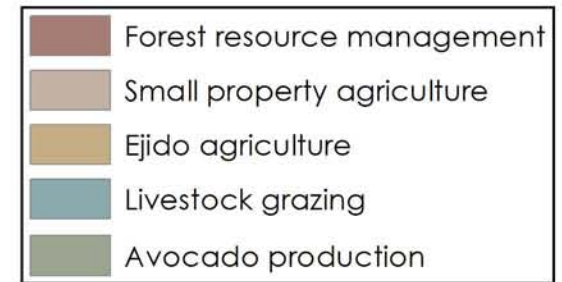 Forest resource management
Small property agriculture
Ejido agriculture
Livestock grazing
Avocado production